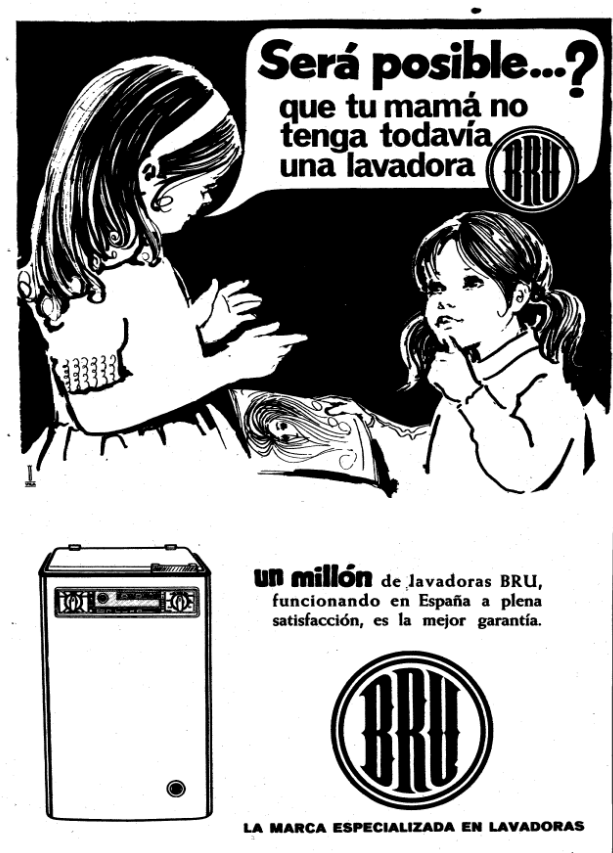 Será posible...?
que tu mamá no
tenga todavía
una lavadora
BRU
un millón de lavadoras BRU,
funcionando en España a plena
satisfacción, es la mejor garantía.
BRU
LA MARCA ESPECIALIZADA EN LAVADORAS